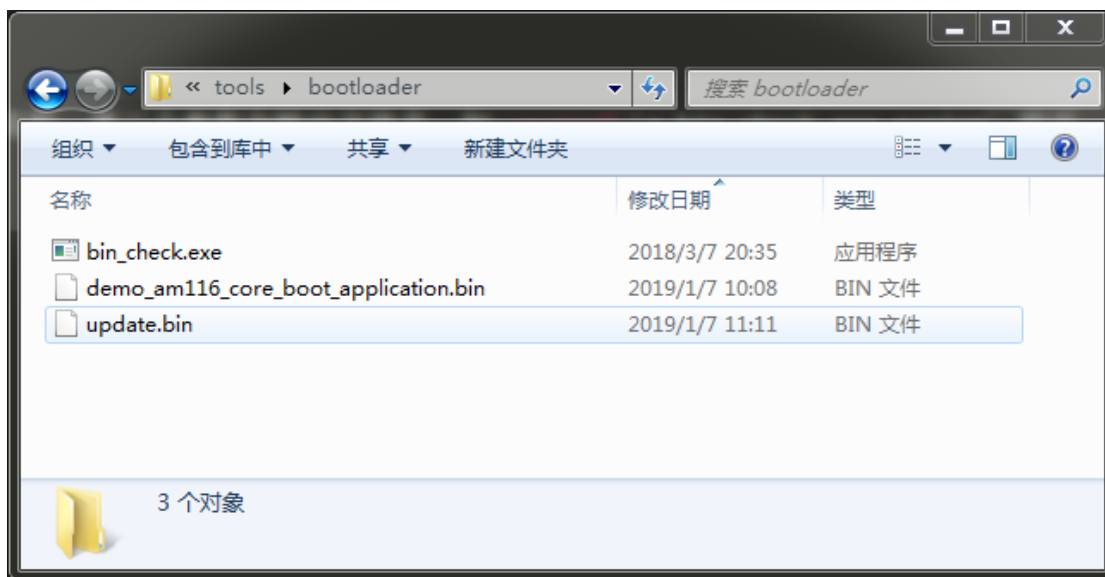 « tools bootloader 搜索 bootloader
组织 包含到库中 共享 新建文件夹
名称 修改日期 类型
bin_check.exe 2018/3/7 20:35 应用程序
demo_am116_core_boot_application.bin 2019/1/7 10:08 BIN 文件
update.bin 2019/1/7 11:11 BIN 文件
3 个对象